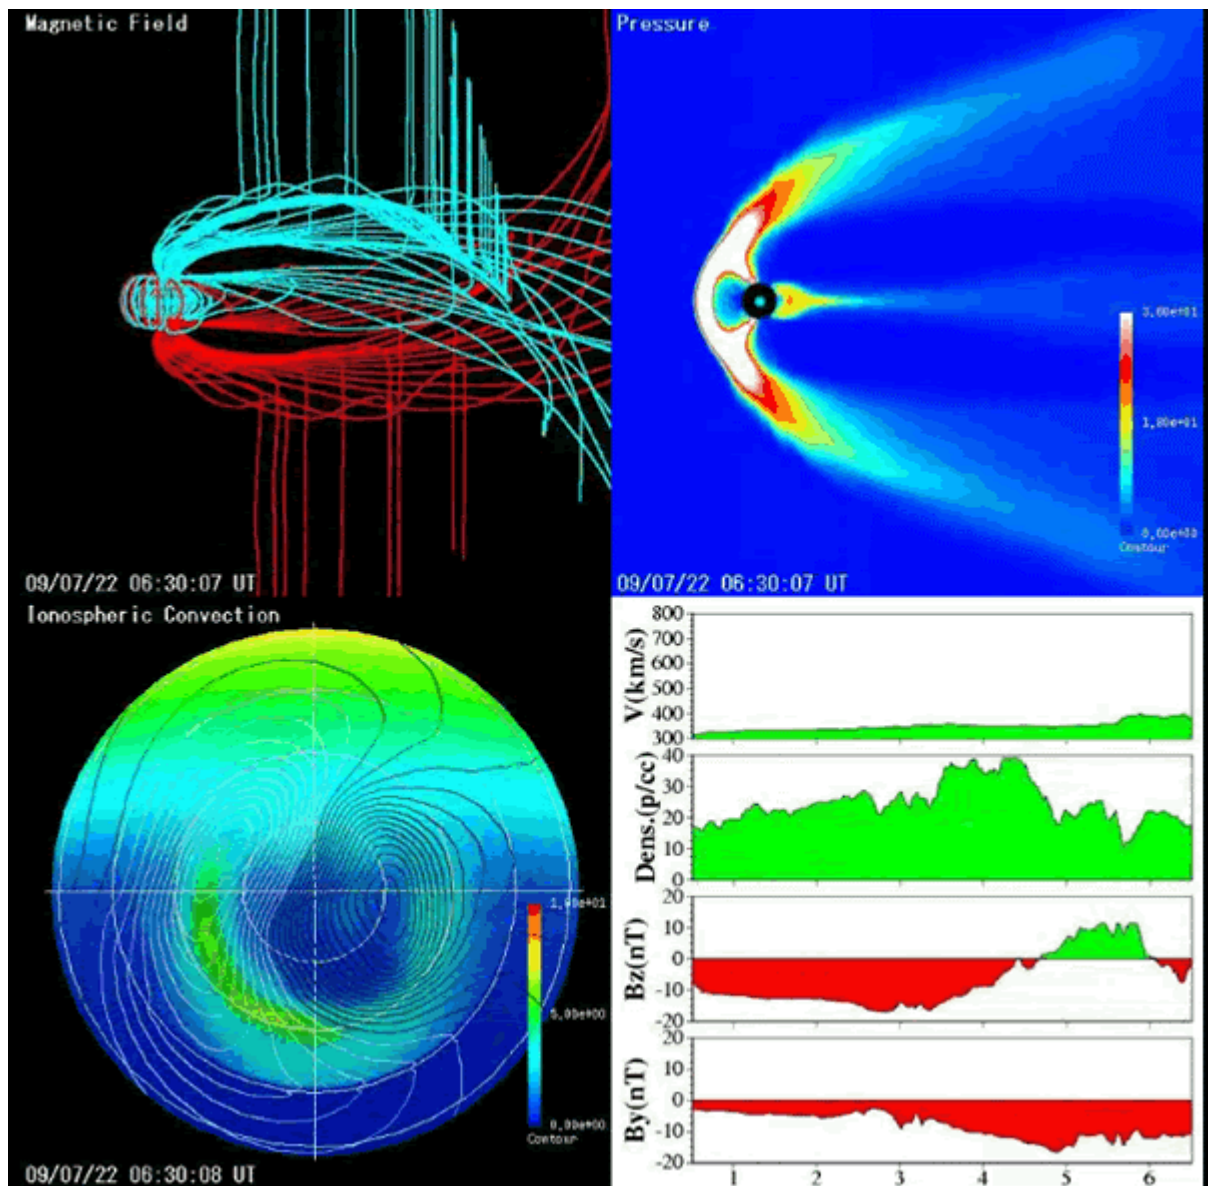 Magnetic Field
09/07/22 06:30:07 UT
Pressure
3.60e+01
1.80e+01
0.00e+00
Contour
09/07/22 06:30:07 UT
Ionospheric Convection
1.00e+01
5.00e+00
0.00e+00
Contour
09/07/22 06:30:08 UT
V(km/s)
800
700
600
500
400
300
Dens.(p/cc)
40
30
20
10
0
Bz(nT)
20
10
0
-10
-20
By(nT)
20
10
0
-10
-20
1 2 3 4 5 6